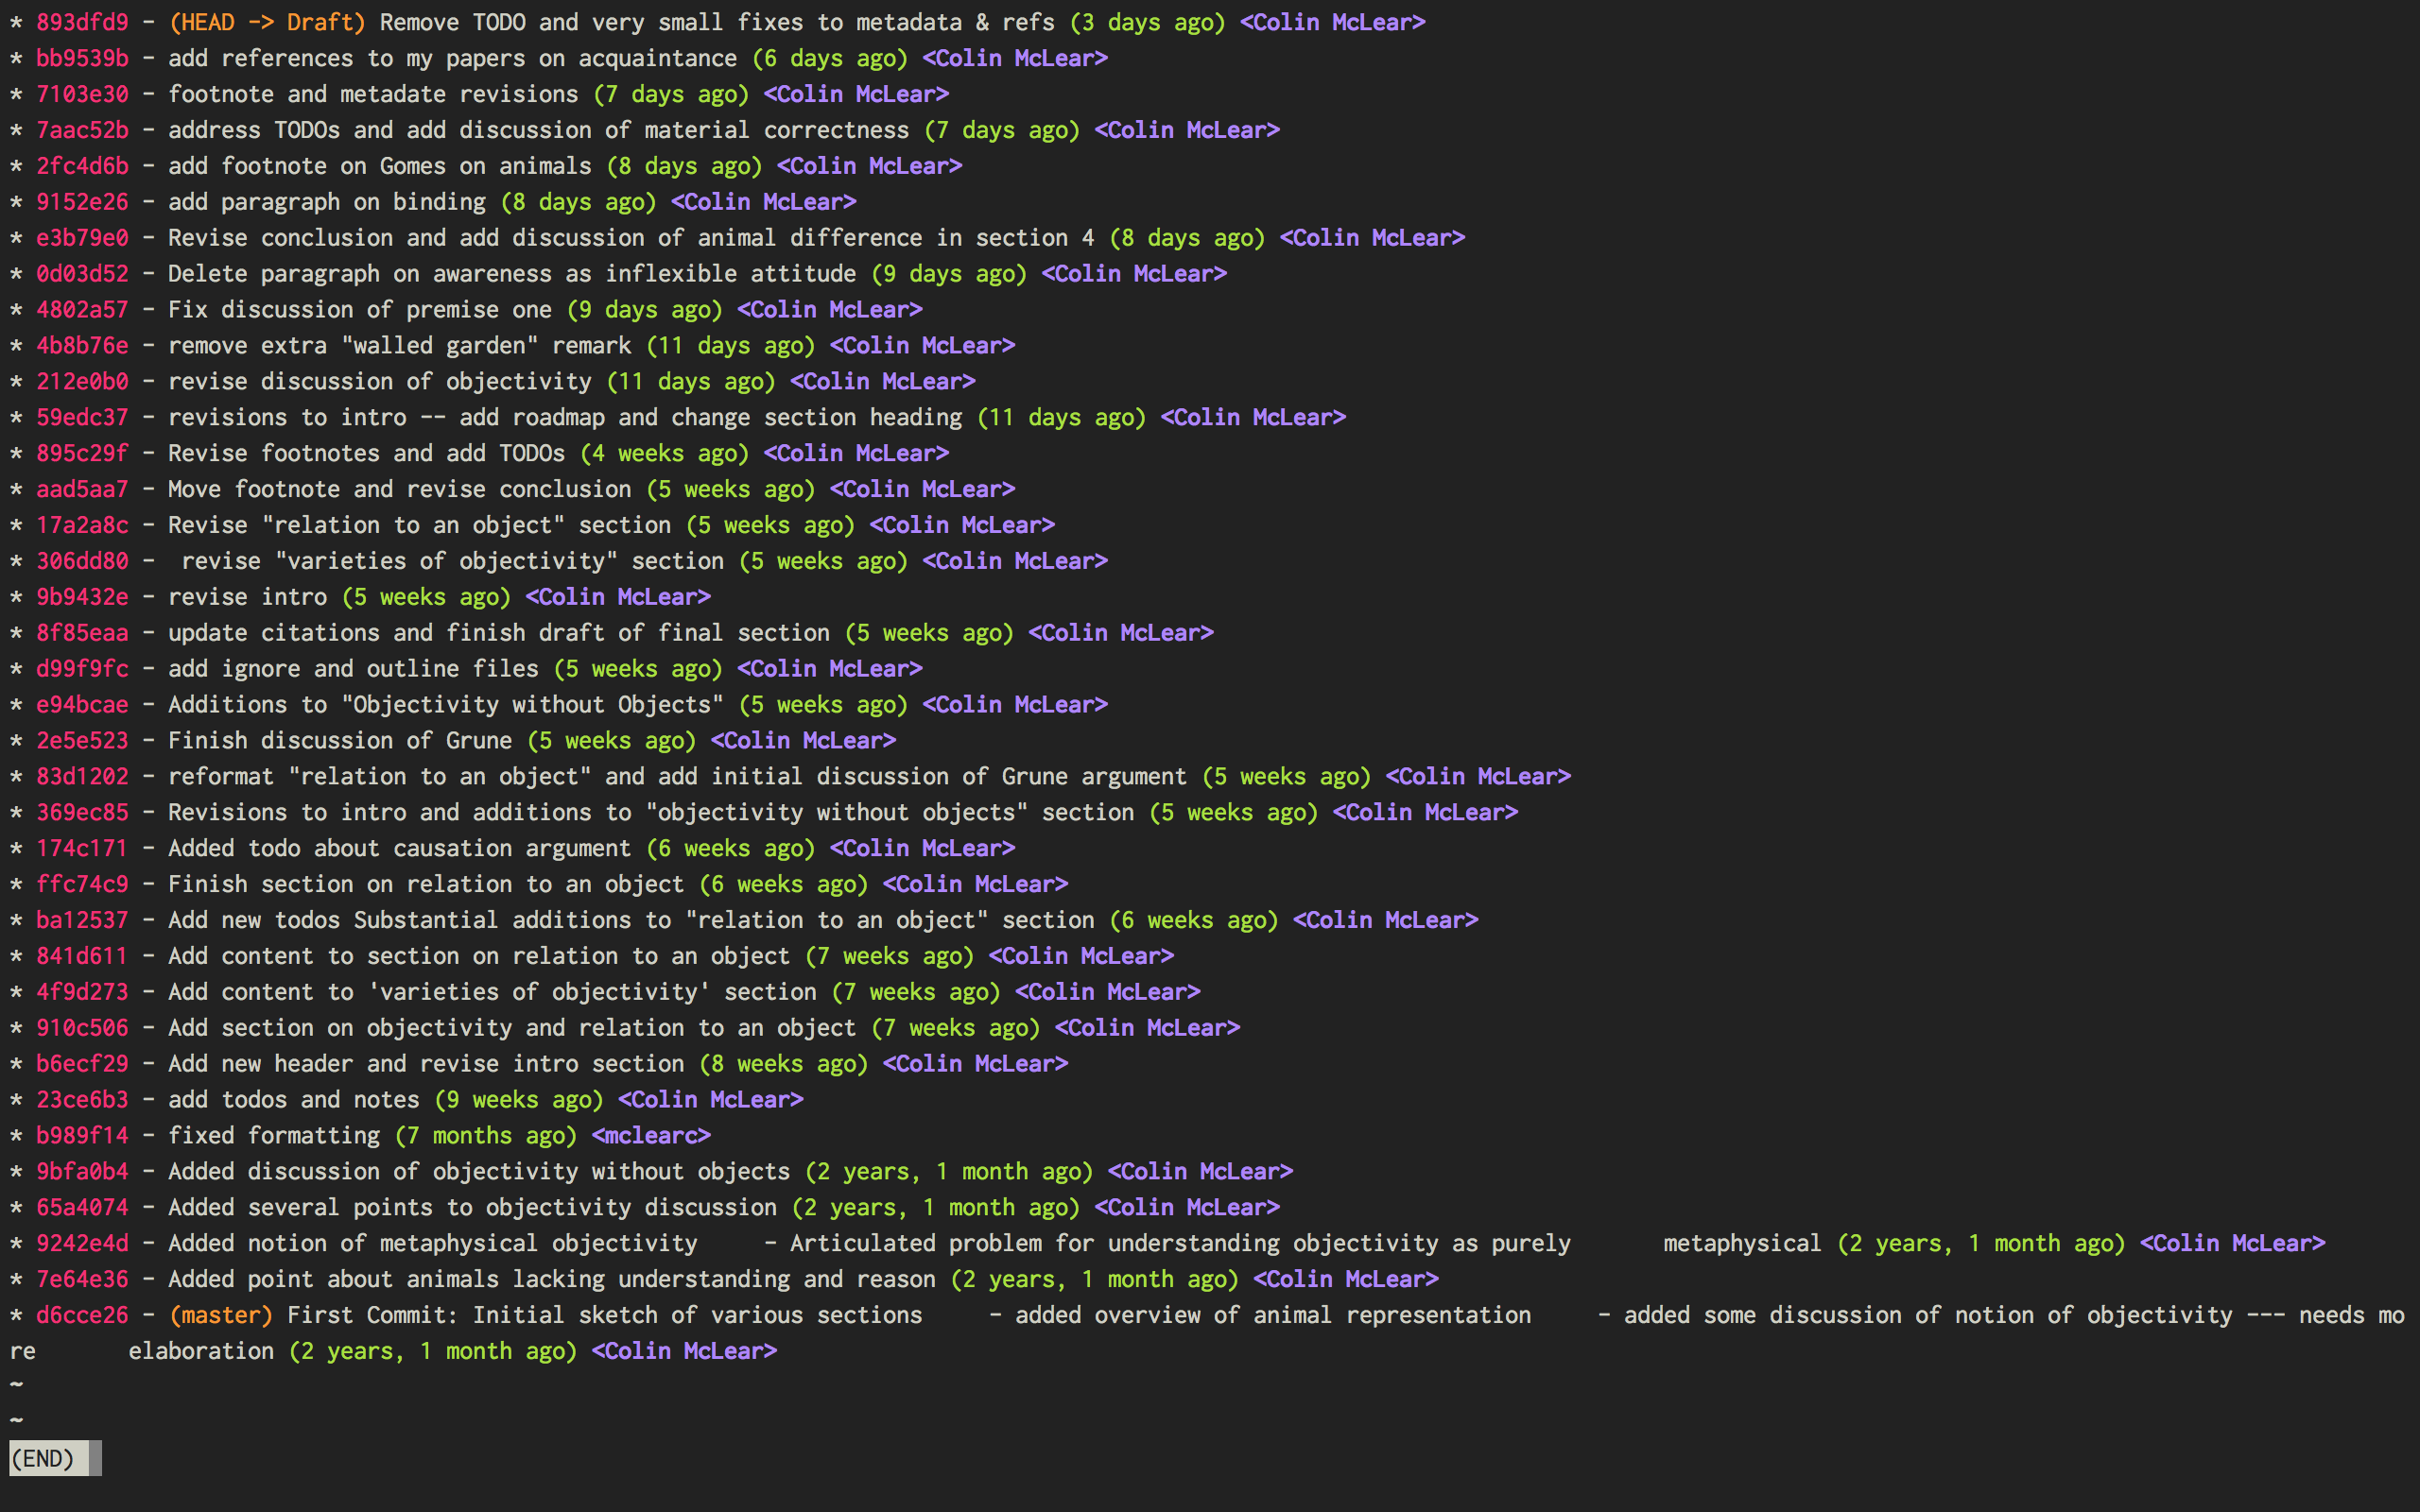 * 893dfd9 - (HEAD -> Draft) Remove TODO and very small fixes to metadata & refs (3 days ago) <Colin McLear>
* bb9539b - add references to my papers on acquaintance (6 days ago) <Colin McLear>
* 7103e30 - footnote and metadate revisions (7 days ago) <Colin McLear>
* 7aac52b - address TODOs and add discussion of material correctness (7 days ago) <Colin McLear>
* 2fc4d6b - add footnote on Gomes on animals (8 days ago) <Colin McLear>
* 9152e26 - add paragraph on binding (8 days ago) <Colin McLear>
* e3b79e0 - Revise conclusion and add discussion of animal difference in section 4 (8 days ago) <Colin McLear>
* 0d03d52 - Delete paragraph on awareness as inflexible attitude (9 days ago) <Colin McLear>
* 4802a57 - Fix discussion of premise one (9 days ago) <Colin McLear>
* 4b8b76e - remove extra "walled garden" remark (11 days ago) <Colin McLear>
* 212e0b0 - revise discussion of objectivity (11 days ago) <Colin McLear>
* 59edc37 - revisions to intro -- add roadmap and change section heading (11 days ago) <Colin McLear>
* 895c29f - Revise footnotes and add TODOs (4 weeks ago) <Colin McLear>
* aad5aa7 - Move footnote and revise conclusion (5 weeks ago) <Colin McLear>
* 17a2a8c - Revise "relation to an object" section (5 weeks ago) <Colin McLear>
* 306dd80 -  revise "varieties of objectivity" section (5 weeks ago) <Colin McLear>
* 9b9432e - revise intro (5 weeks ago) <Colin McLear>
* 8f85eaa - update citations and finish draft of final section (5 weeks ago) <Colin McLear>
* d99f9fc - add ignore and outline files (5 weeks ago) <Colin McLear>
* e94bcae - Additions to "Objectivity without Objects" (5 weeks ago) <Colin McLear>
* 2e5e523 - Finish discussion of Grune (5 weeks ago) <Colin McLear>
* 83d1202 - reformat "relation to an object" and add initial discussion of Grune argument (5 weeks ago) <Colin McLear>
* 369ec85 - Revisions to intro and additions to "objectivity without objects" section (5 weeks ago) <Colin McLear>
* 174c171 - Added todo about causation argument (6 weeks ago) <Colin McLear>
* ffc74c9 - Finish section on relation to an object (6 weeks ago) <Colin McLear>
* ba12537 - Add new todos Substantial additions to "relation to an object" section (6 weeks ago) <Colin McLear>
* 841d611 - Add content to section on relation to an object (7 weeks ago) <Colin McLear>
* 4f9d273 - Add content to 'varieties of objectivity' section (7 weeks ago) <Colin McLear>
* 910c506 - Add section on objectivity and relation to an object (7 weeks ago) <Colin McLear>
* b6ecf29 - Add new header and revise intro section (8 weeks ago) <Colin McLear>
* 23ce6b3 - add todos and notes (9 weeks ago) <Colin McLear>
* b989f14 - fixed formatting (7 months ago) <mclearc>
* 9bfa0b4 - Added discussion of objectivity without objects (2 years, 1 month ago) <Colin McLear>
* 65a4074 - Added several points to objectivity discussion (2 years, 1 month ago) <Colin McLear>
* 9242e4d - Added notion of metaphysical objectivity     - Articulated problem for understanding objectivity as purely       metaphysical (2 years, 1 month ago) <Colin McLear>
* 7e64e36 - Added point about animals lacking understanding and reason (2 years, 1 month ago) <Colin McLear>
* d6cce26 - (master) First Commit: Initial sketch of various sections     - added overview of animal representation     - added some discussion of notion of objectivity --- needs mo
re       elaboration (2 years, 1 month ago) <Colin McLear>
~
~
(END)